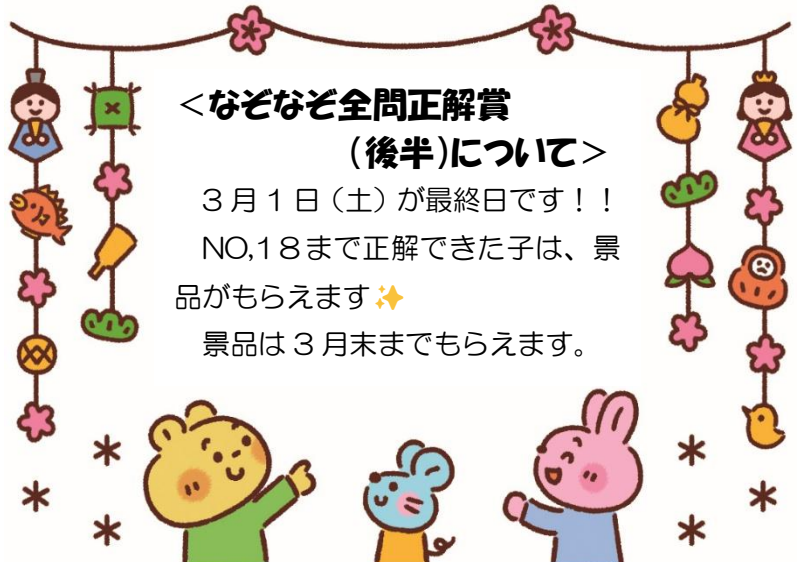 ＜なぞなぞ全問正解賞
（後半）について＞
３月１日（土）が最終日です！！
NO,1８まで正解できた子は、景
品がもらえます✨
景品は３月末までもらえます。